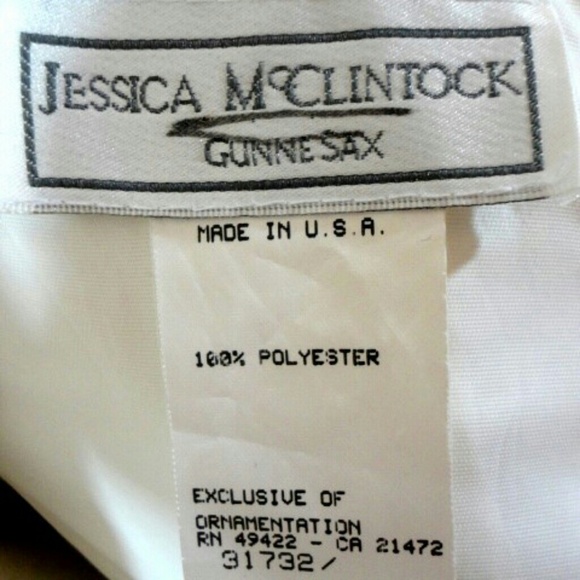 JESSICA McCLINTOCK
GUNNE SAX
MADE IN U.S.A.
100% POLYESTER
EXCLUSIVE OF
ORNAMENTATION
RN 49422 - CA 21472
31732/